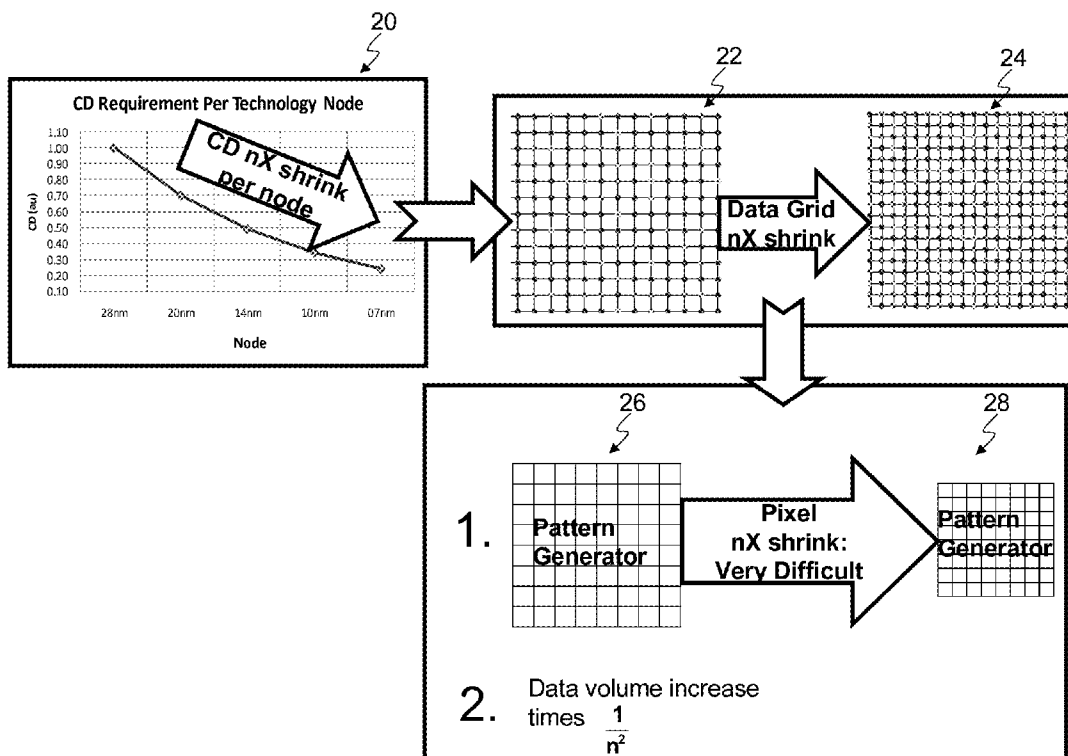 20
CD Requirement Per Technology Node
1.10
1.00
0.90
0.80
0.70
0.60
0.50
0.40
0.30
0.20
0.10
CD (au)
CD nX shrink
per node
28nm 20nm 14nm 10nm 07nm
Node
22
24
Data Grid
nX shrink
26
28
1.
Pattern
Generator
Pixel
nX shrink:
Very Difficult
Pattern
Generator
2.
Data volume increase
times 1/n²